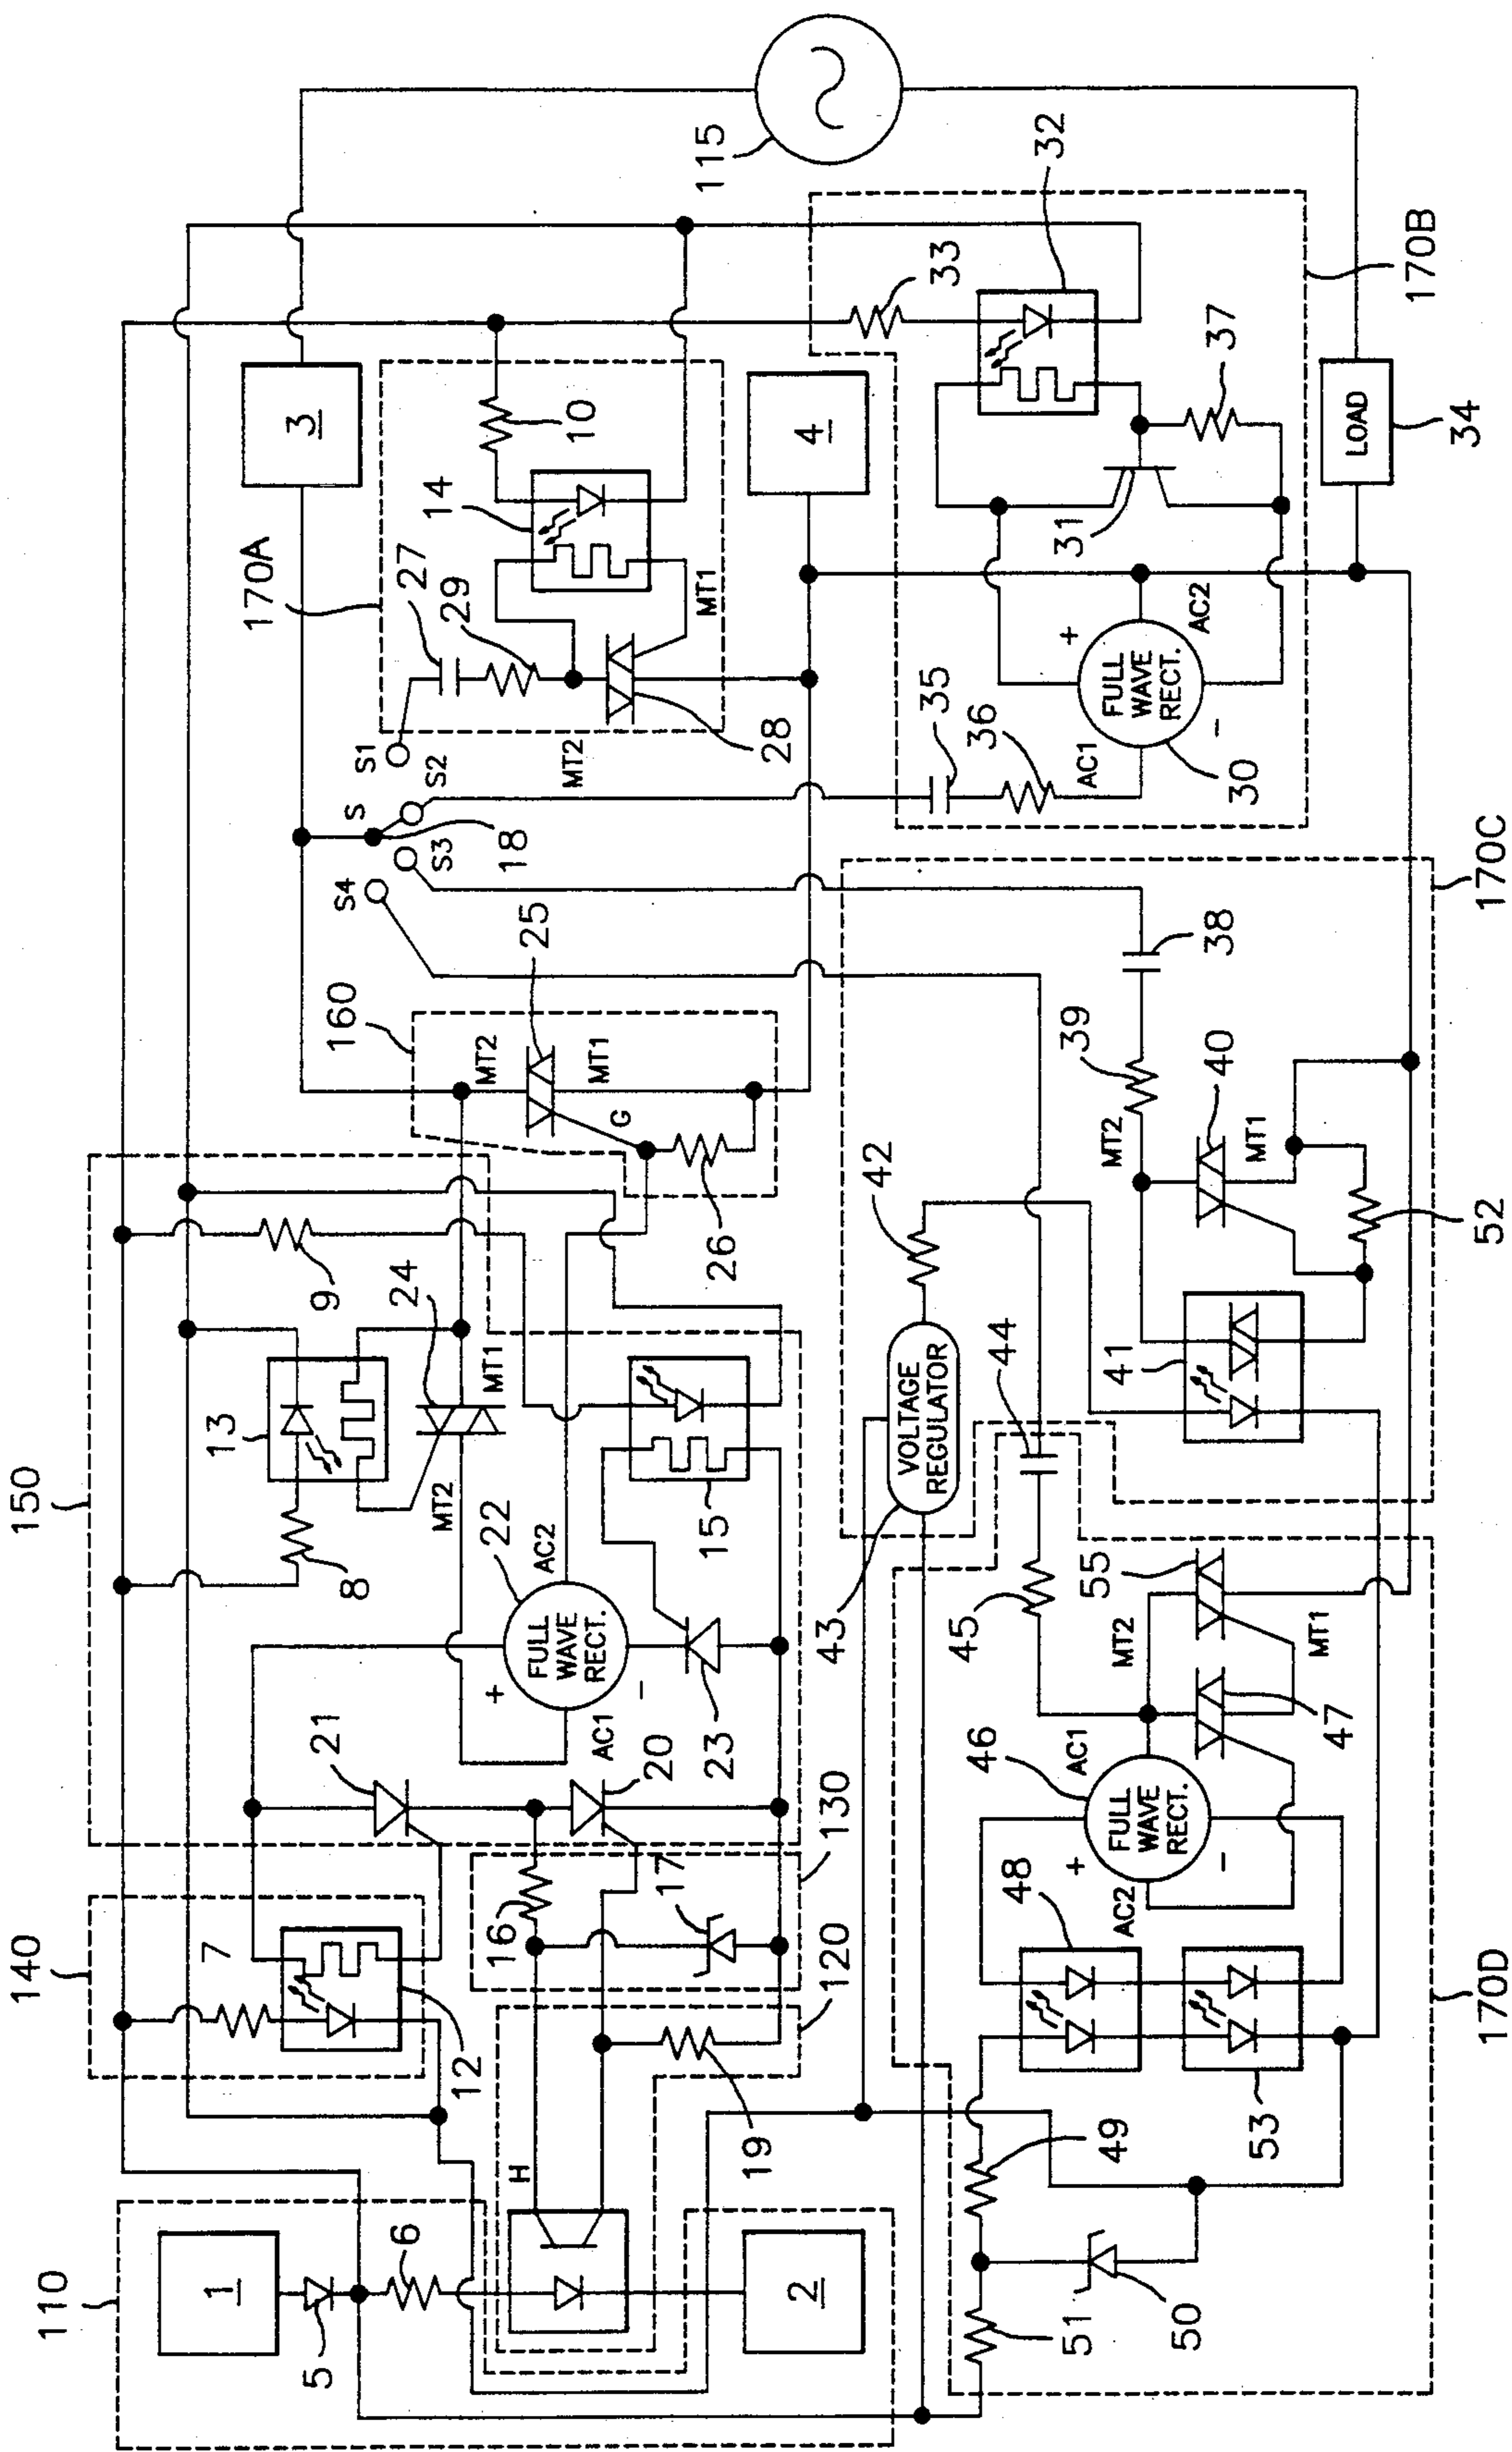 110
1
5
6
2
H
120
19
140
7
12
130
16
17
150
21
20
AC1
23
+
FULL WAVE RECT.
-
22
AC2
8
13
MT2
24
MT1
15
9
160
MT2
25
MT1
G
26
S4
S3
18
S
S2
S1
170A
27
29
MT2
28
14
10
MT1
3
4
115
32
33
37
31
+
FULL WAVE RECT.
-
AC1
AC2
30
35
36
170B
LOAD
34
170C
38
39
MT2
40
MT1
52
41
42
VOLTAGE REGULATOR
43
44
45
55
MT2
MT1
47
46
AC1
+
FULL WAVE RECT.
-
AC2
48
53
49
50
51
170D